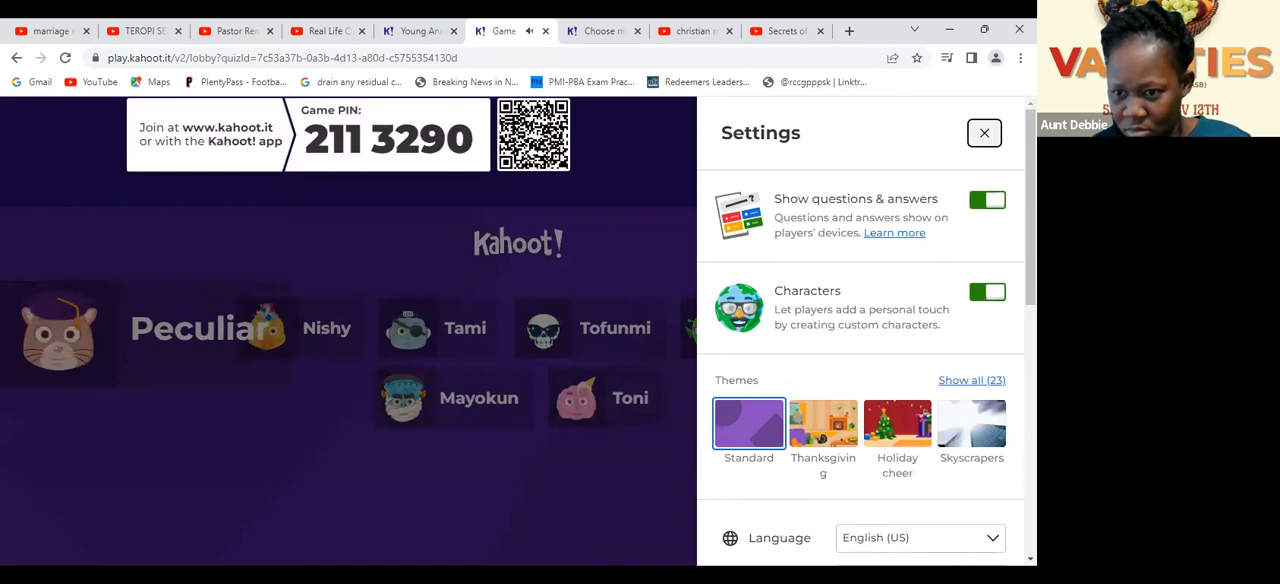 marriage r
TEROPI SE
Pastor Ren
Real Life C
Young An
Game
Choose m
christian m
Secrets of
play.kahoot.it/v2/lobby?quizId=7c53a37b-0a3b-4d13-a80d-c5755354130d
Gmail
YouTube
Maps
PlentyPass - Footba...
drain any residual c...
Breaking News in N...
PMI-PBA Exam Prac...
Redeemers Leaders...
@rccgpppsk | Linktr...
Join at www.kahoot.it
or with the Kahoot! app
Game PIN:
211 3290
Kahoot!
Peculiar
Nishy
Tami
Tofunmi
Mayokun
Toni
Settings
Show questions & answers
Questions and answers show on
players' devices. Learn more
Characters
Let players add a personal touch
by creating custom characters.
Themes
Show all (23)
Standard
Thanksgivin
g
Holiday
cheer
Skyscrapers
Language
English (US)
Aunt Debbie